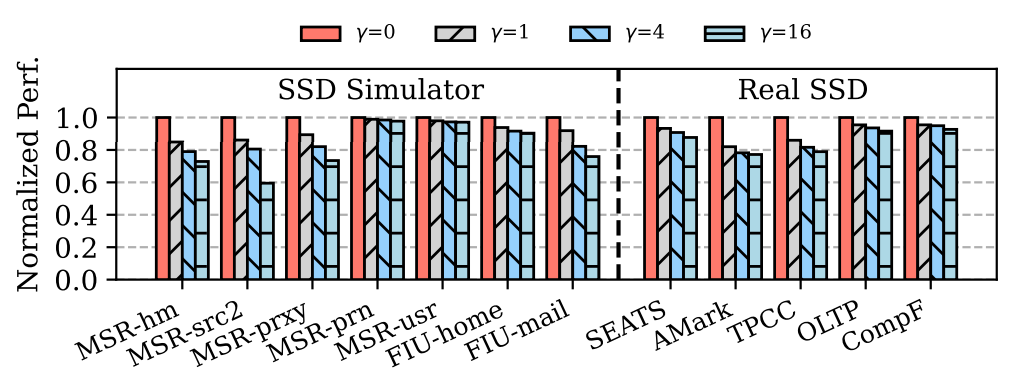 γ=0 γ=1 γ=4 γ=16
SSD Simulator Real SSD
Normalized Perf.
1.0
0.8
0.6
0.4
0.2
0.0
MSR-hm MSR-src2 MSR-prxy MSR-prn MSR-usr FIU-home FIU-mail SEATS AMark TPCC OLTP CompF